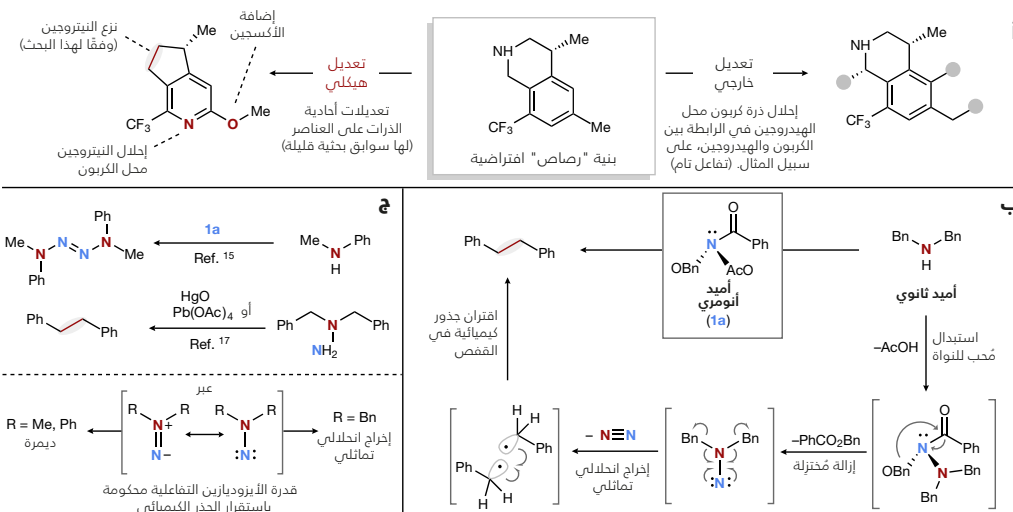 أ
تعديل
خارجي
إحلال ذرة كربون محل
الهيدروجين في الرابطة بين
الكربون والهيدروجين، على
سبيل المثال. (تفاعل تام)
NH
Me
CF₃
NH
Me
CF₃
Me
بنية "رصاص" افتراضية
تعديل
هيكلي
تعديلات أحادية
الذرات على العناصر
(لها سوابق بحثية قليلة)
إضافة
الأكسجين
نزع النيتروجين
(وفقًا لهذا البحث)
إحلال النيتروجين
محل الكربون
Me
CF₃
N
O
Me
ب
Bn
Bn
N
H
أميد ثانوي
O
N
Ph
OBn
AcO
أميد
أنومري
(1a)
Ph
Ph
–AcOH
استبدال
مُحب للنواة
O
N
Ph
OBn
N
Bn
Bn
–PhCO₂Bn
إزالة مُختزِلة
Bn
Bn
N
N
– N≡N
إخراج انحلالي
تماثلي
H
H
Ph
Ph
H
H
اقتران جذور
كيميائية في
القفص
ج
Me
Ph
N
H
1a
Ref. ¹⁵
Ph
Me
N
N
N
N
Me
Ph
Ph
Ph
N
NH₂
HgO
أو Pb(OAc)₄
Ref. ¹⁷
Ph
Ph
عبر
R
R
N+
N–
R
R
N
N
R = Bn
إخراج انحلالي
تماثلي
R = Me, Ph
ديمرة
قدرة الأيزوديازين التفاعلية محكومة
باستقرار الجذر الكيميائي